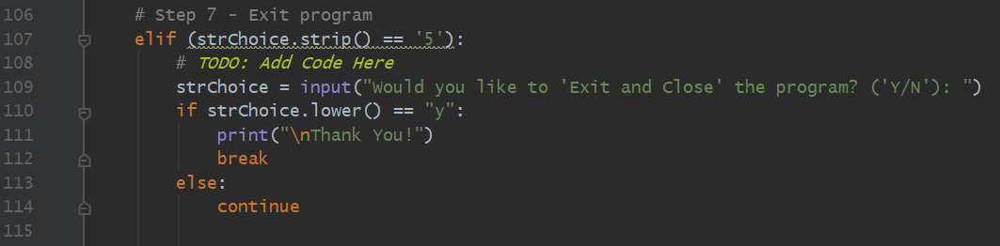 106 # Step 7 - Exit program
107 elif (strChoice.strip() == '5'):
108 # TODO: Add Code Here
109 strChoice = input("Would you like to 'Exit and Close' the program? ('Y/N'): ")
110 if strChoice.lower() == "y":
111 print("\nThank You!")
112 break
113 else:
114 continue
115